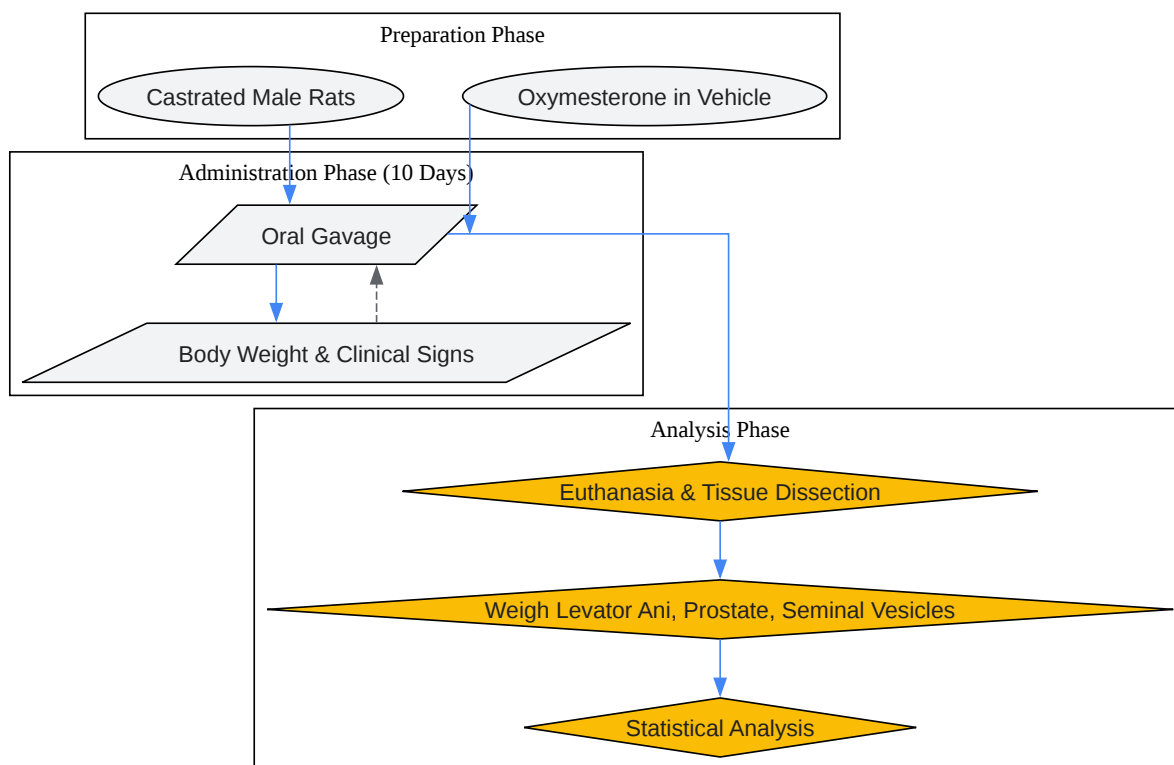 Preparation Phase
Castrated Male Rats
Oxymesterone in Vehicle
Administration Phase (10 Days)
Oral Gavage
Body Weight & Clinical Signs
Analysis Phase
Euthanasia & Tissue Dissection
Weigh Levator Ani, Prostate, Seminal Vesicles
Statistical Analysis